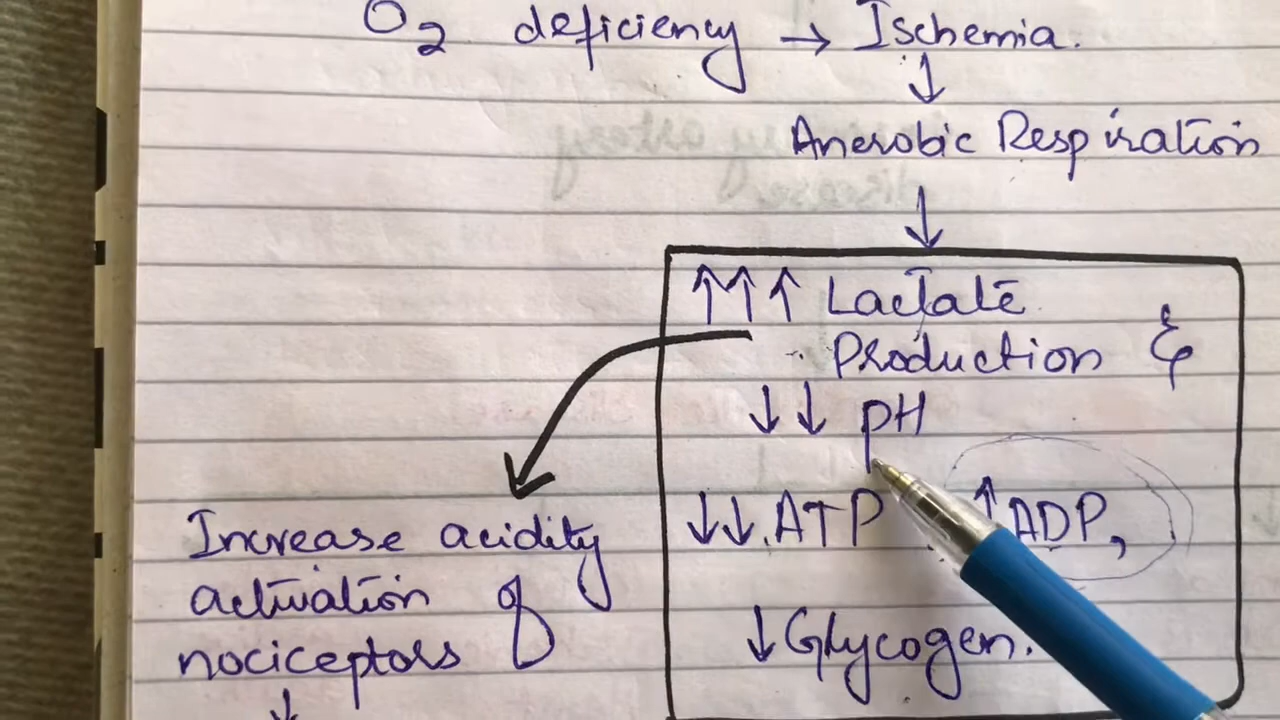 O2 deficiency → Ischemia.
↓
Anerobic Respiration
↓
↑↑↑ Lactate
Production &
↓↓ pH
↓↓ ATP ↑ADP,
↓Glycogen.
Increase acidity
activation of
nociceptors
↓